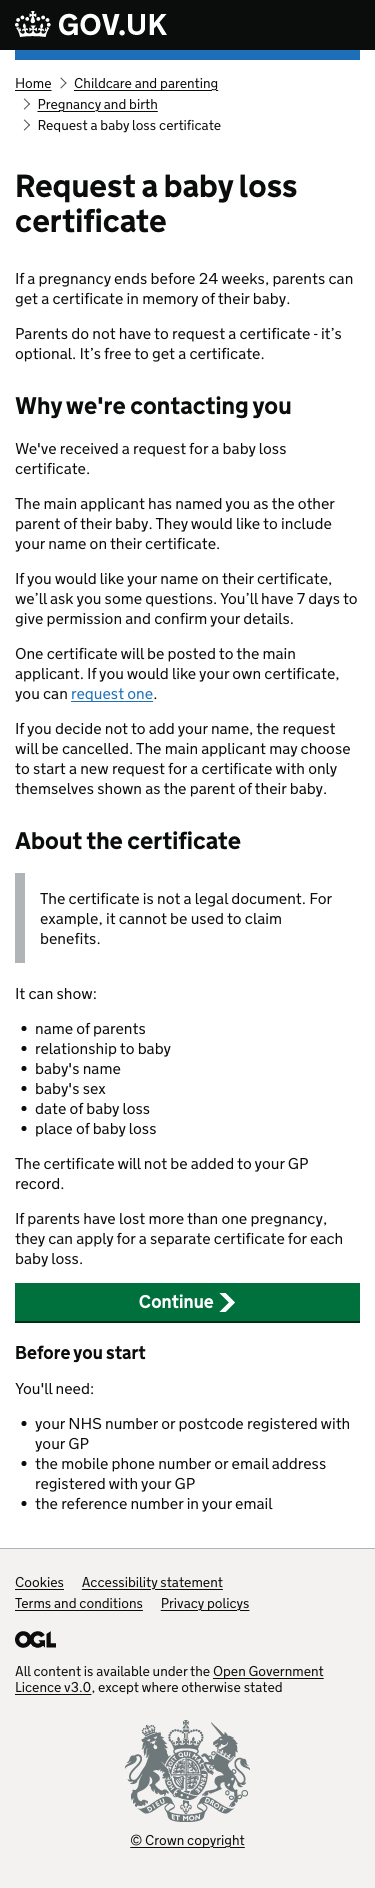 GOV.UK
Home
Childcare and parenting
Pregnancy and birth
Request a baby loss certificate
Request a baby loss
certificate
If a pregnancy ends before 24 weeks, parents can
get a certificate in memory of their baby.
Parents do not have to request a certificate - it’s
optional. It’s free to get a certificate.
Why we're contacting you
We've received a request for a baby loss
certificate.
The main applicant has named you as the other
parent of their baby. They would like to include
your name on their certificate.
If you would like your name on their certificate,
we’ll ask you some questions. You’ll have 7 days to
give permission and confirm your details.
One certificate will be posted to the main
applicant. If you would like your own certificate,
you can request one.
If you decide not to add your name, the request
will be cancelled. The main applicant may choose
to start a new request for a certificate with only
themselves shown as the parent of their baby.
About the certificate
The certificate is not a legal document. For
example, it cannot be used to claim
benefits.
It can show:
• name of parents
• relationship to baby
• baby's name
• baby's sex
• date of baby loss
• place of baby loss
The certificate will not be added to your GP
record.
If parents have lost more than one pregnancy,
they can apply for a separate certificate for each
baby loss.
Continue
Before you start
You'll need:
• your NHS number or postcode registered with
your GP
• the mobile phone number or email address
registered with your GP
• the reference number in your email
Cookies Accessibility statement
Terms and conditions Privacy policys
OGL
All content is available under the Open Government
Licence v3.0, except where otherwise stated
DIEU ET MON DROIT
© Crown copyright